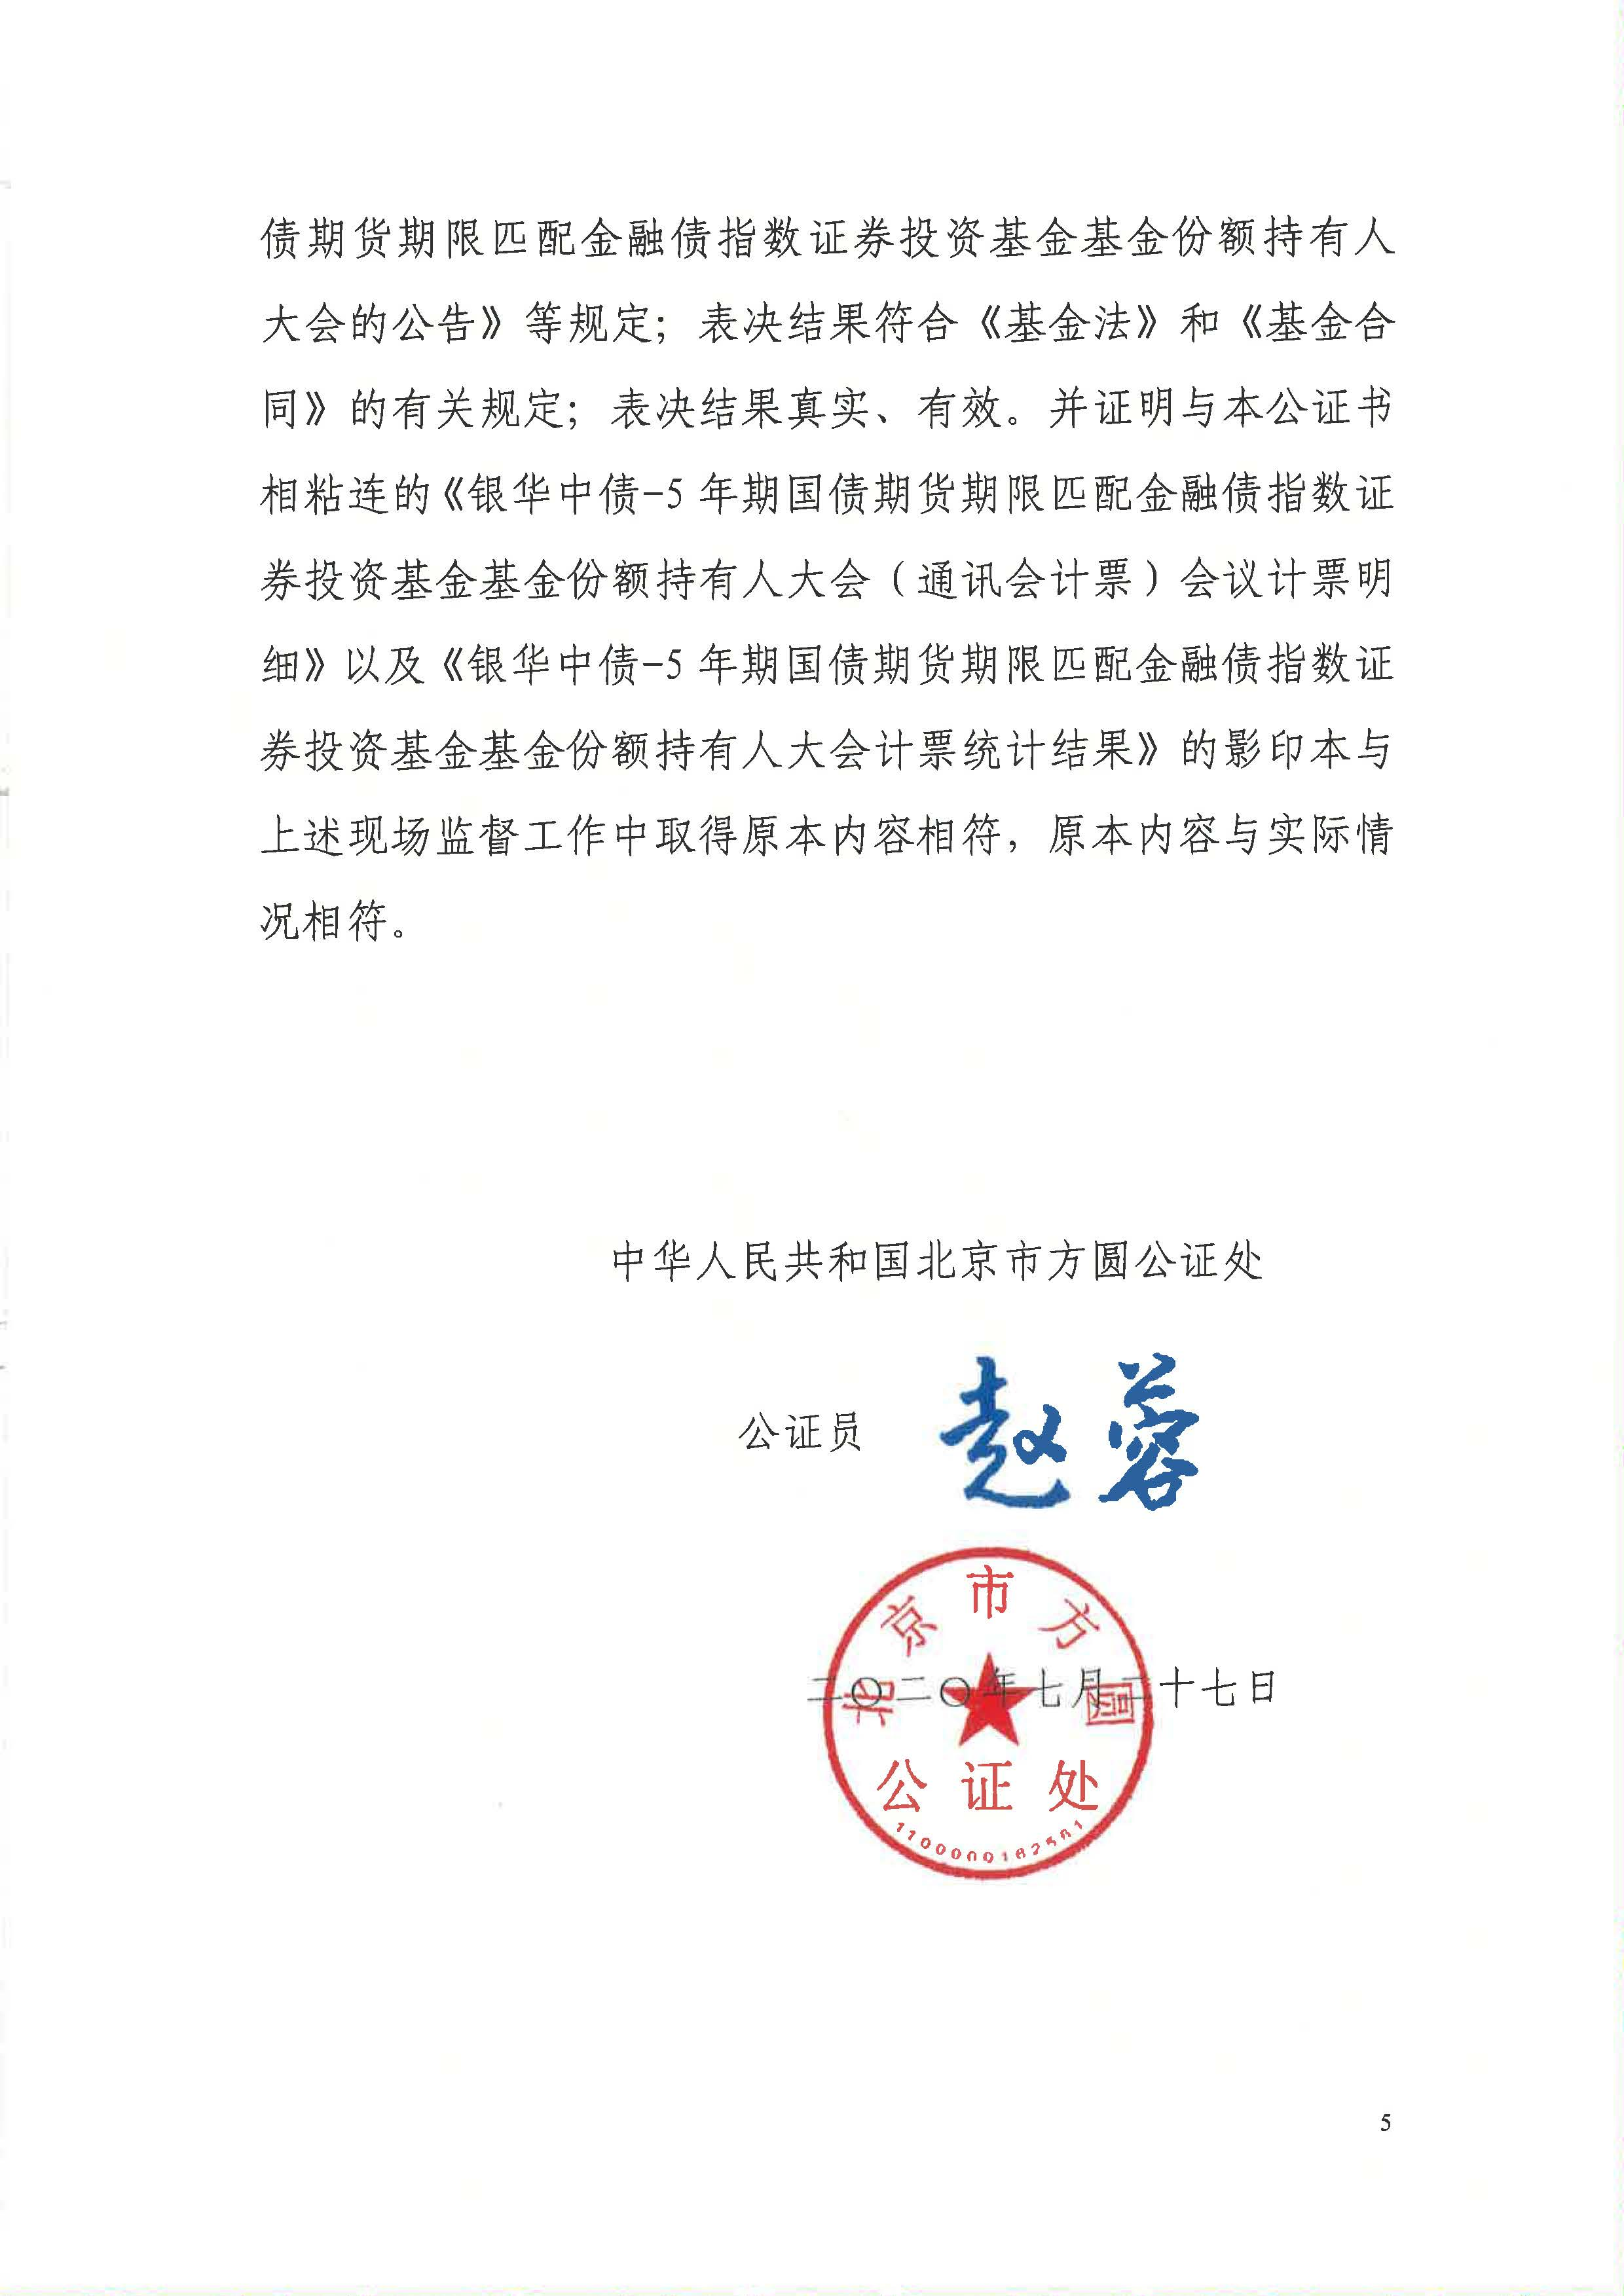 债期货期限匹配金融债指数证券投资基金基金份额持有人
大会的公告》等规定；表决结果符合《基金法》和《基金合
同》的有关规定；表决结果真实、有效。并证明与本公证书
相粘连的《银华中债-5 年期国债期货期限匹配金融债指数证
券投资基金基金份额持有人大会（通讯会计票）会议计票明
细》以及《银华中债-5 年期国债期货期限匹配金融债指数证
券投资基金基金份额持有人大会计票统计结果》的影印本与
上述现场监督工作中取得原本内容相符，原本内容与实际情
况相符。
中华人民共和国北京市方圆公证处
公证员 赵蓉
北京市方圆
二〇二〇年七月二十七日
公证处
5